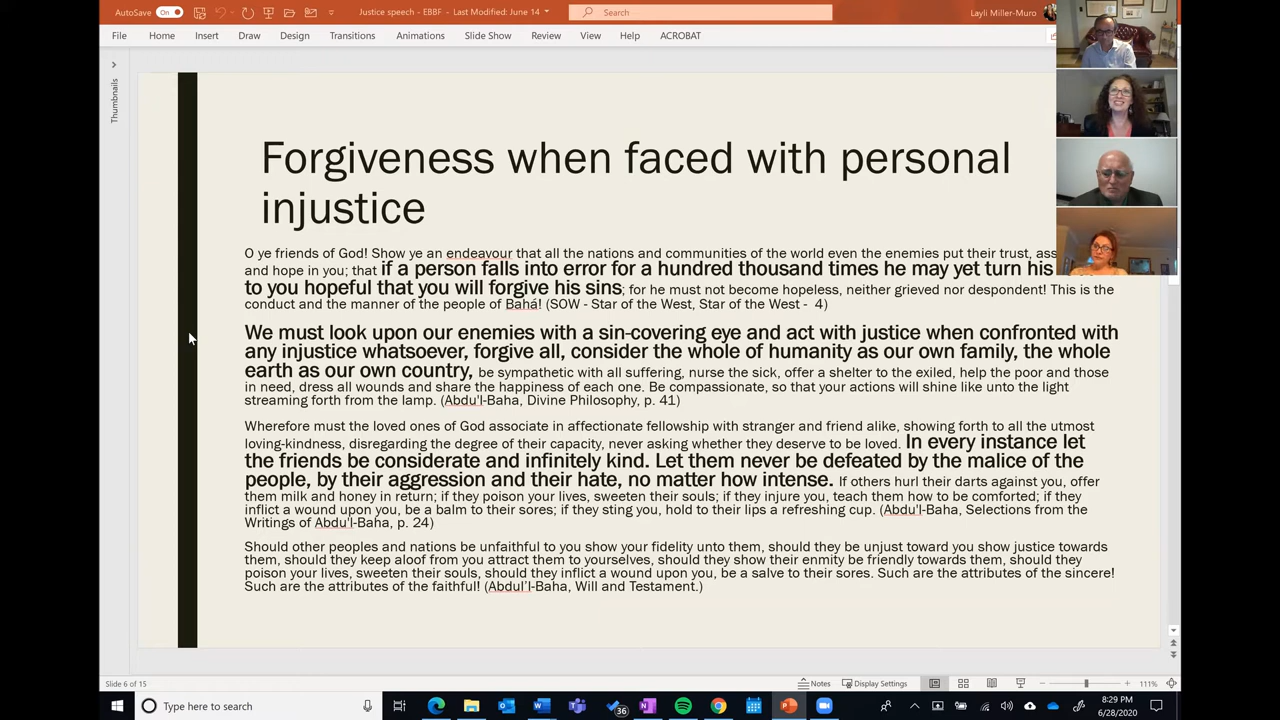 AutoSave On Justice speech - EBBF - Last Modified: June 14 Search Layli Miller-Muro
File Home Insert Draw Design Transitions Animations Slide Show Review View Help ACROBAT
Thumbnails
Forgiveness when faced with personal
injustice
O ye friends of God! Show ye an endeavour that all the nations and communities of the world even the enemies put their trust,
and hope in you; that if a person falls into error for a hundred thousand times he may yet turn his
to you hopeful that you will forgive his sins; for he must not become hopeless, neither grieved nor despondent! This is the
conduct and the manner of the people of Bahá! (SOW - Star of the West, Star of the West - 4)
We must look upon our enemies with a sin-covering eye and act with justice when confronted with
any injustice whatsoever, forgive all, consider the whole of humanity as our own family, the whole
earth as our own country, be sympathetic with all suffering, nurse the sick, offer a shelter to the exiled, help the poor and those
in need, dress all wounds and share the happiness of each one. Be compassionate, so that your actions will shine like unto the light
streaming forth from the lamp. (Abdu'l-Baha, Divine Philosophy, p. 41)
Wherefore must the loved ones of God associate in affectionate fellowship with stranger and friend alike, showing forth to all the utmost
loving-kindness, disregarding the degree of their capacity, never asking whether they deserve to be loved. In every instance let
the friends be considerate and infinitely kind. Let them never be defeated by the malice of the
people, by their aggression and their hate, no matter how intense. If others hurl their darts against you, offer
them milk and honey in return; if they poison your lives, sweeten their souls; if they injure you, teach them how to be comforted; if they
inflict a wound upon you, be a balm to their sores; if they sting you, hold to their lips a refreshing cup. (Abdu'l-Baha, Selections from the
Writings of Abdu'l-Baha, p. 24)
Should other peoples and nations be unfaithful to you show your fidelity unto them, should they be unjust toward you show justice towards
them, should they keep aloof from you attract them to yourselves, should they show their enmity be friendly towards them, should they
poison your lives, sweeten their souls, should they inflict a wound upon you, be a salve to their sores. Such are the attributes of the sincere!
Such are the attributes of the faithful! (Abdul'l-Baha, Will and Testament.)
Slide 6 of 15 Notes Display Settings 111%
Type here to search 36 8:29 PM
6/28/2020